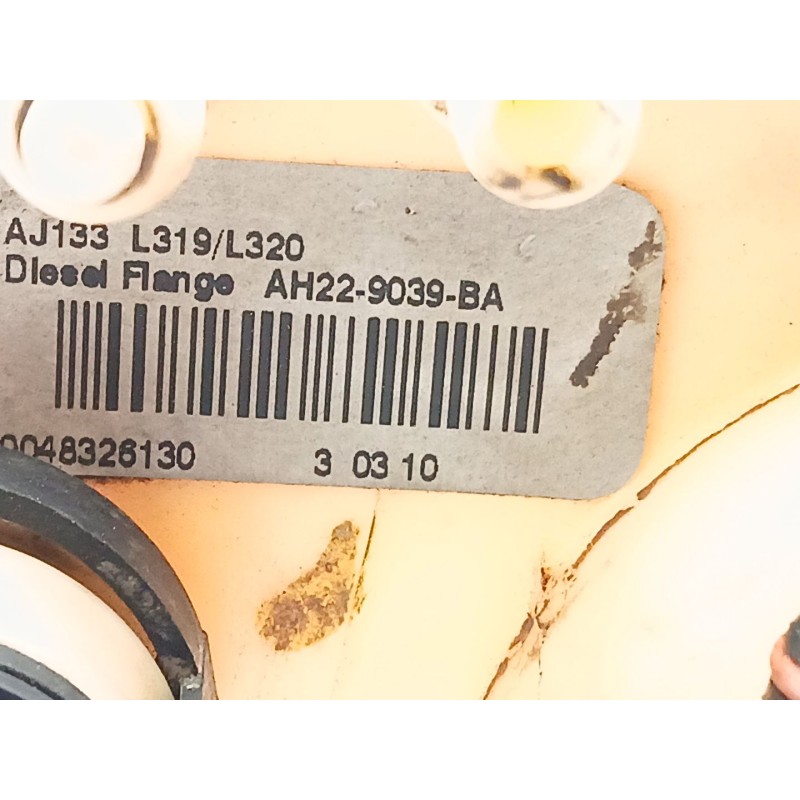 AJ133 L319/L320
Diesel Flange AH22-9039-BA
0048326130 3 03 10